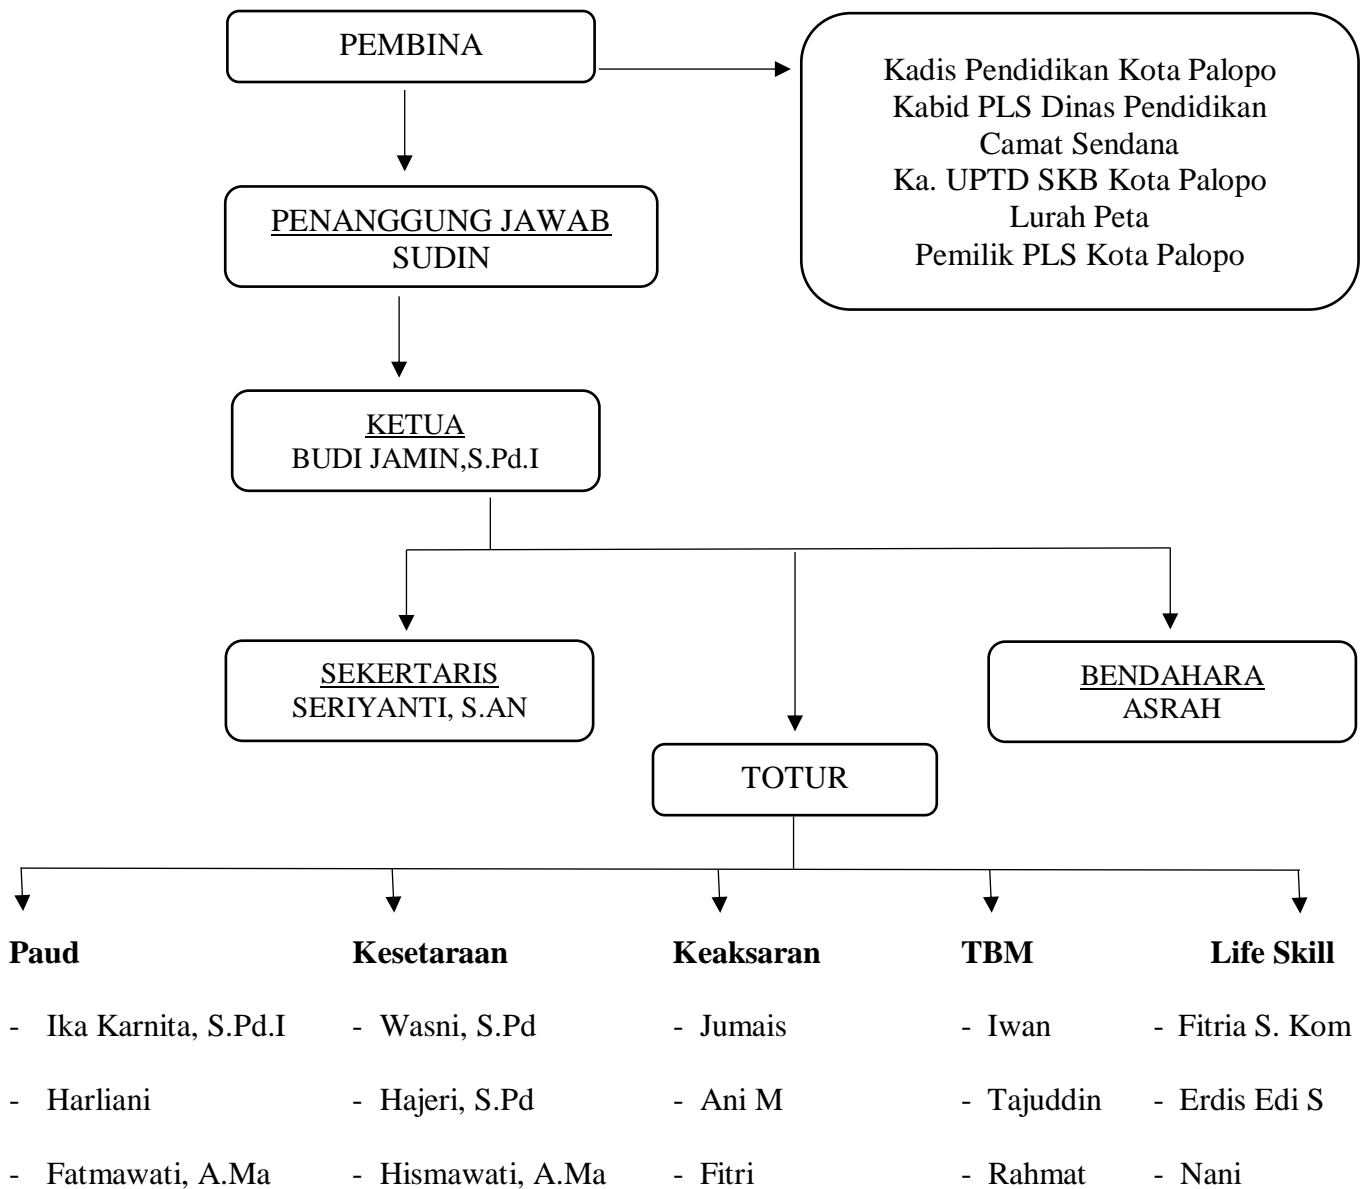 PEMBINA
Kadis Pendidikan Kota Palopo
Kabid PLS Dinas Pendidikan
Camat Sendana
Ka. UPTD SKB Kota Palopo
Lurah Peta
Pemilik PLS Kota Palopo
PENANGGUNG JAWAB
SUDIN
KETUA
BUDI JAMIN,S.Pd.I
SEKERTARIS
SERIYANTI, S.AN
BENDAHARA
ASRAH
TOTUR
Paud
- Ika Karnita, S.Pd.I
- Harliani
- Fatmawati, A.Ma
Kesetaraan
- Wasni, S.Pd
- Hajeri, S.Pd
- Hismawati, A.Ma
Keaksaran
- Jumais
- Ani M
- Fitri
TBM
- Iwan
- Tajuddin
- Rahmat
Life Skill
- Fitria S. Kom
- Erdis Edi S
- Nani